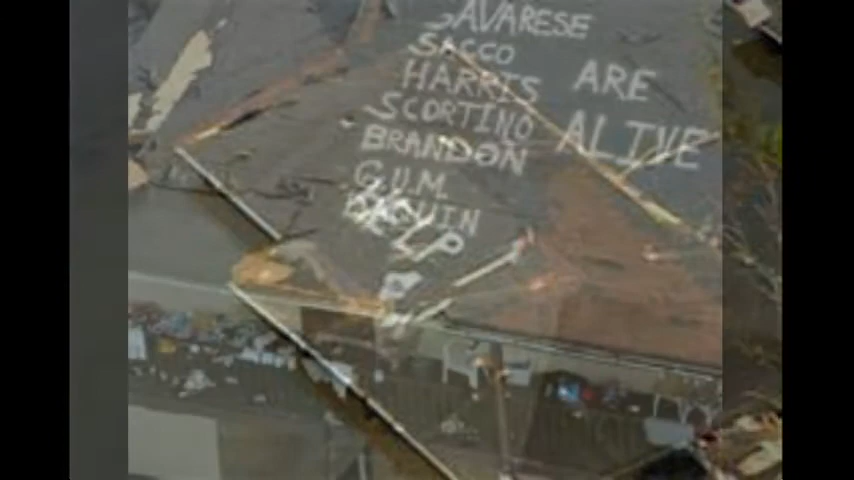 SAVARESE
SACCO
HARRIS ARE
SCORTINO ALIVE
BRANDON
G.U.M.
HELP